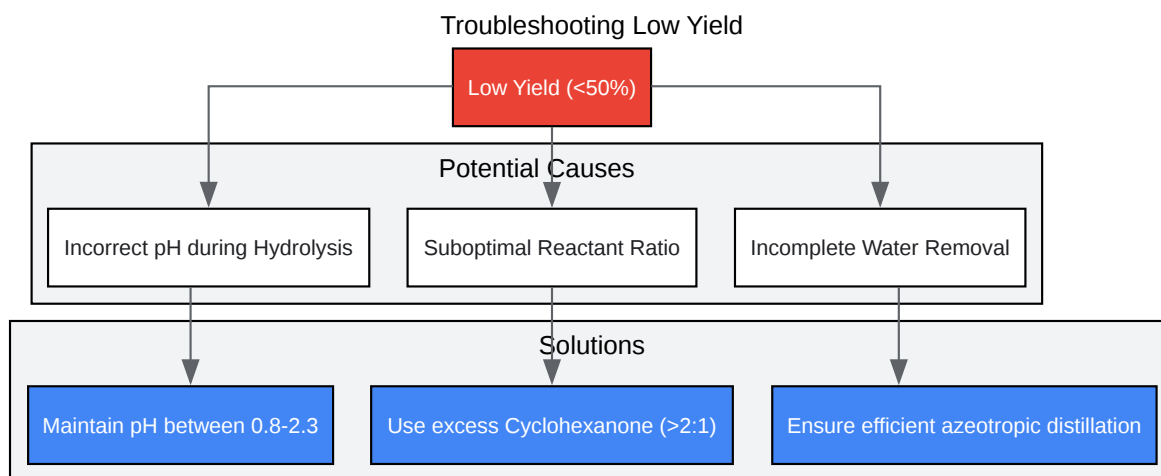 Troubleshooting Low Yield
Low Yield (<50%)
Potential Causes
Incorrect pH during Hydrolysis
Suboptimal Reactant Ratio
Incomplete Water Removal
Solutions
Maintain pH between 0.8-2.3
Use excess Cyclohexanone (>2:1)
Ensure efficient azeotropic distillation